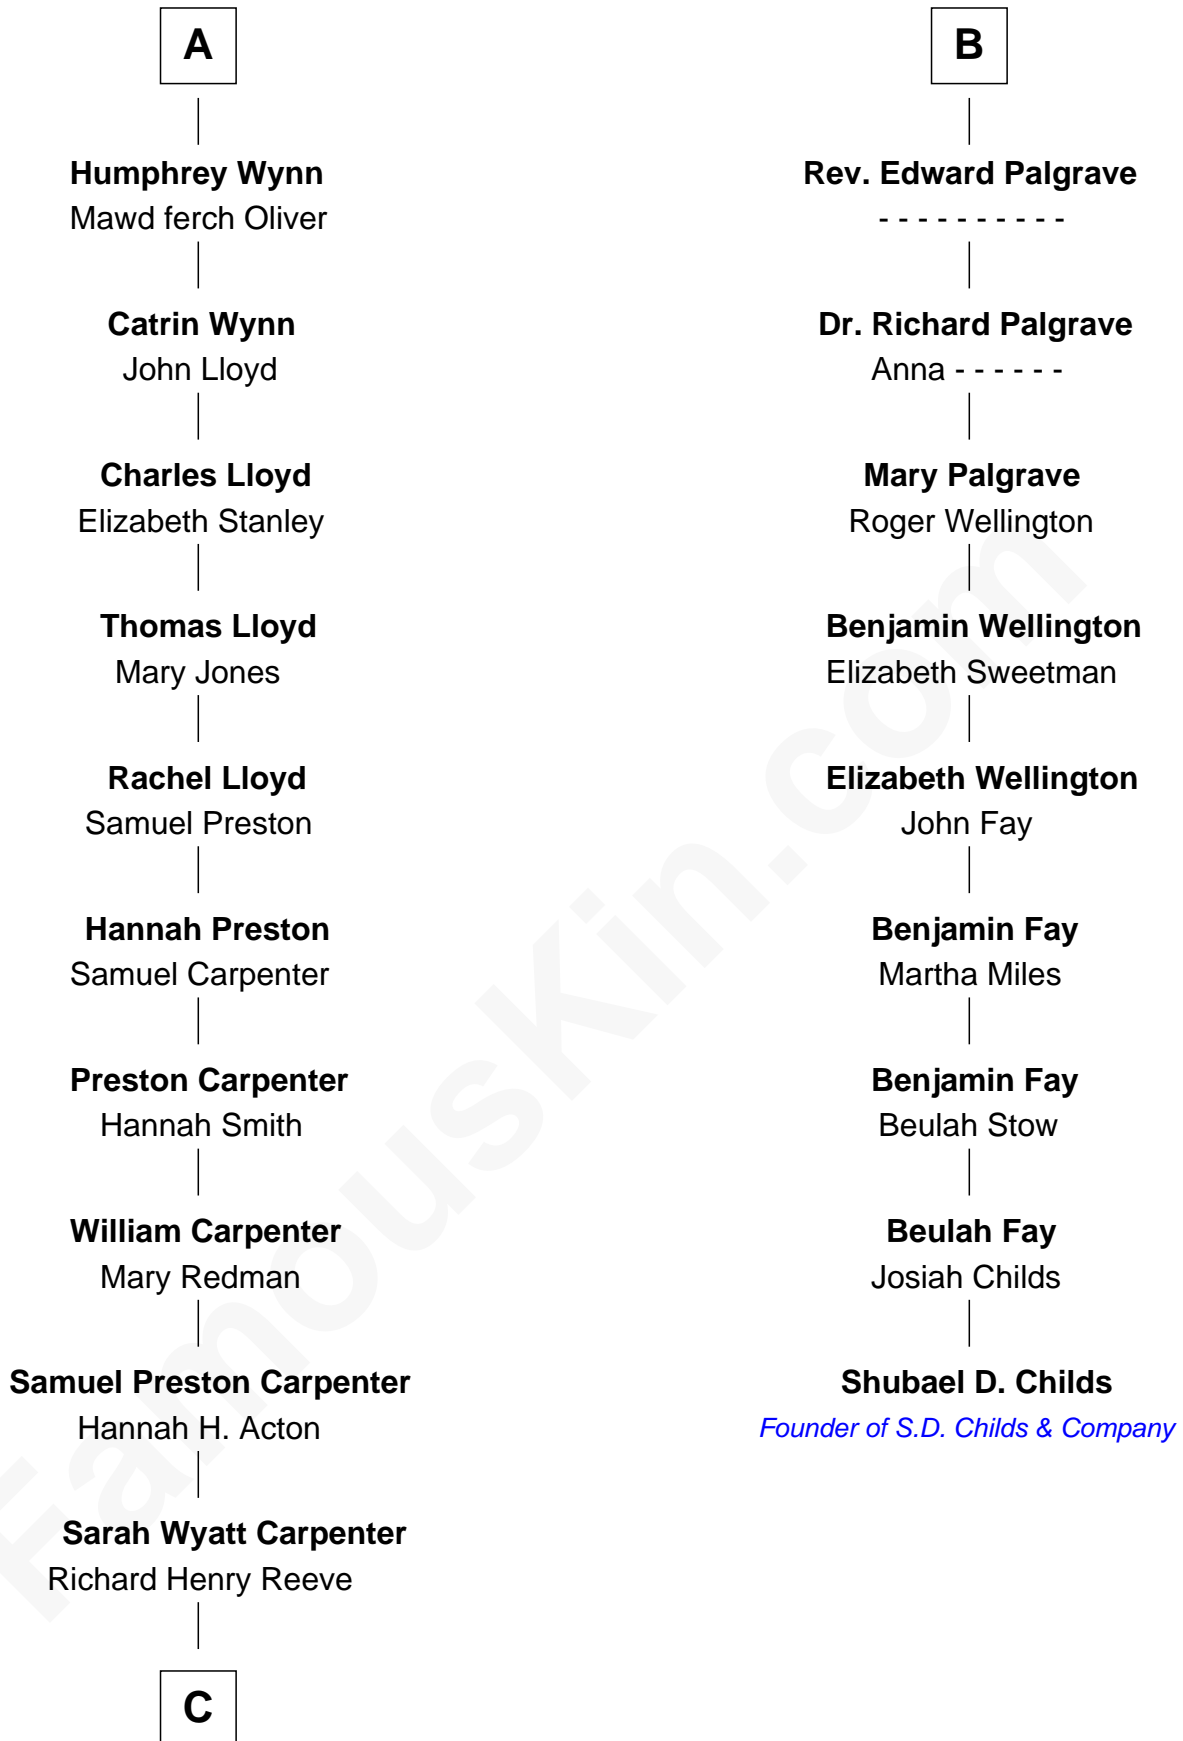 A
Humphrey Wynn
Mawd ferch Oliver
Catrin Wynn
John Lloyd
Charles Lloyd
Elizabeth Stanley
Thomas Lloyd
Mary Jones
Rachel Lloyd
Samuel Preston
Hannah Preston
Samuel Carpenter
Preston Carpenter
Hannah Smith
William Carpenter
Mary Redman
Samuel Preston Carpenter
Hannah H. Acton
Sarah Wyatt Carpenter
Richard Henry Reeve
C
B
Rev. Edward Palgrave
- - - - - - - - - -
Dr. Richard Palgrave
Anna - - - - - -
Mary Palgrave
Roger Wellington
Benjamin Wellington
Elizabeth Sweetman
Elizabeth Wellington
John Fay
Benjamin Fay
Martha Miles
Benjamin Fay
Beulah Stow
Beulah Fay
Josiah Childs
Shubael D. Childs
Founder of S.D. Childs & Company
FamousKin.com